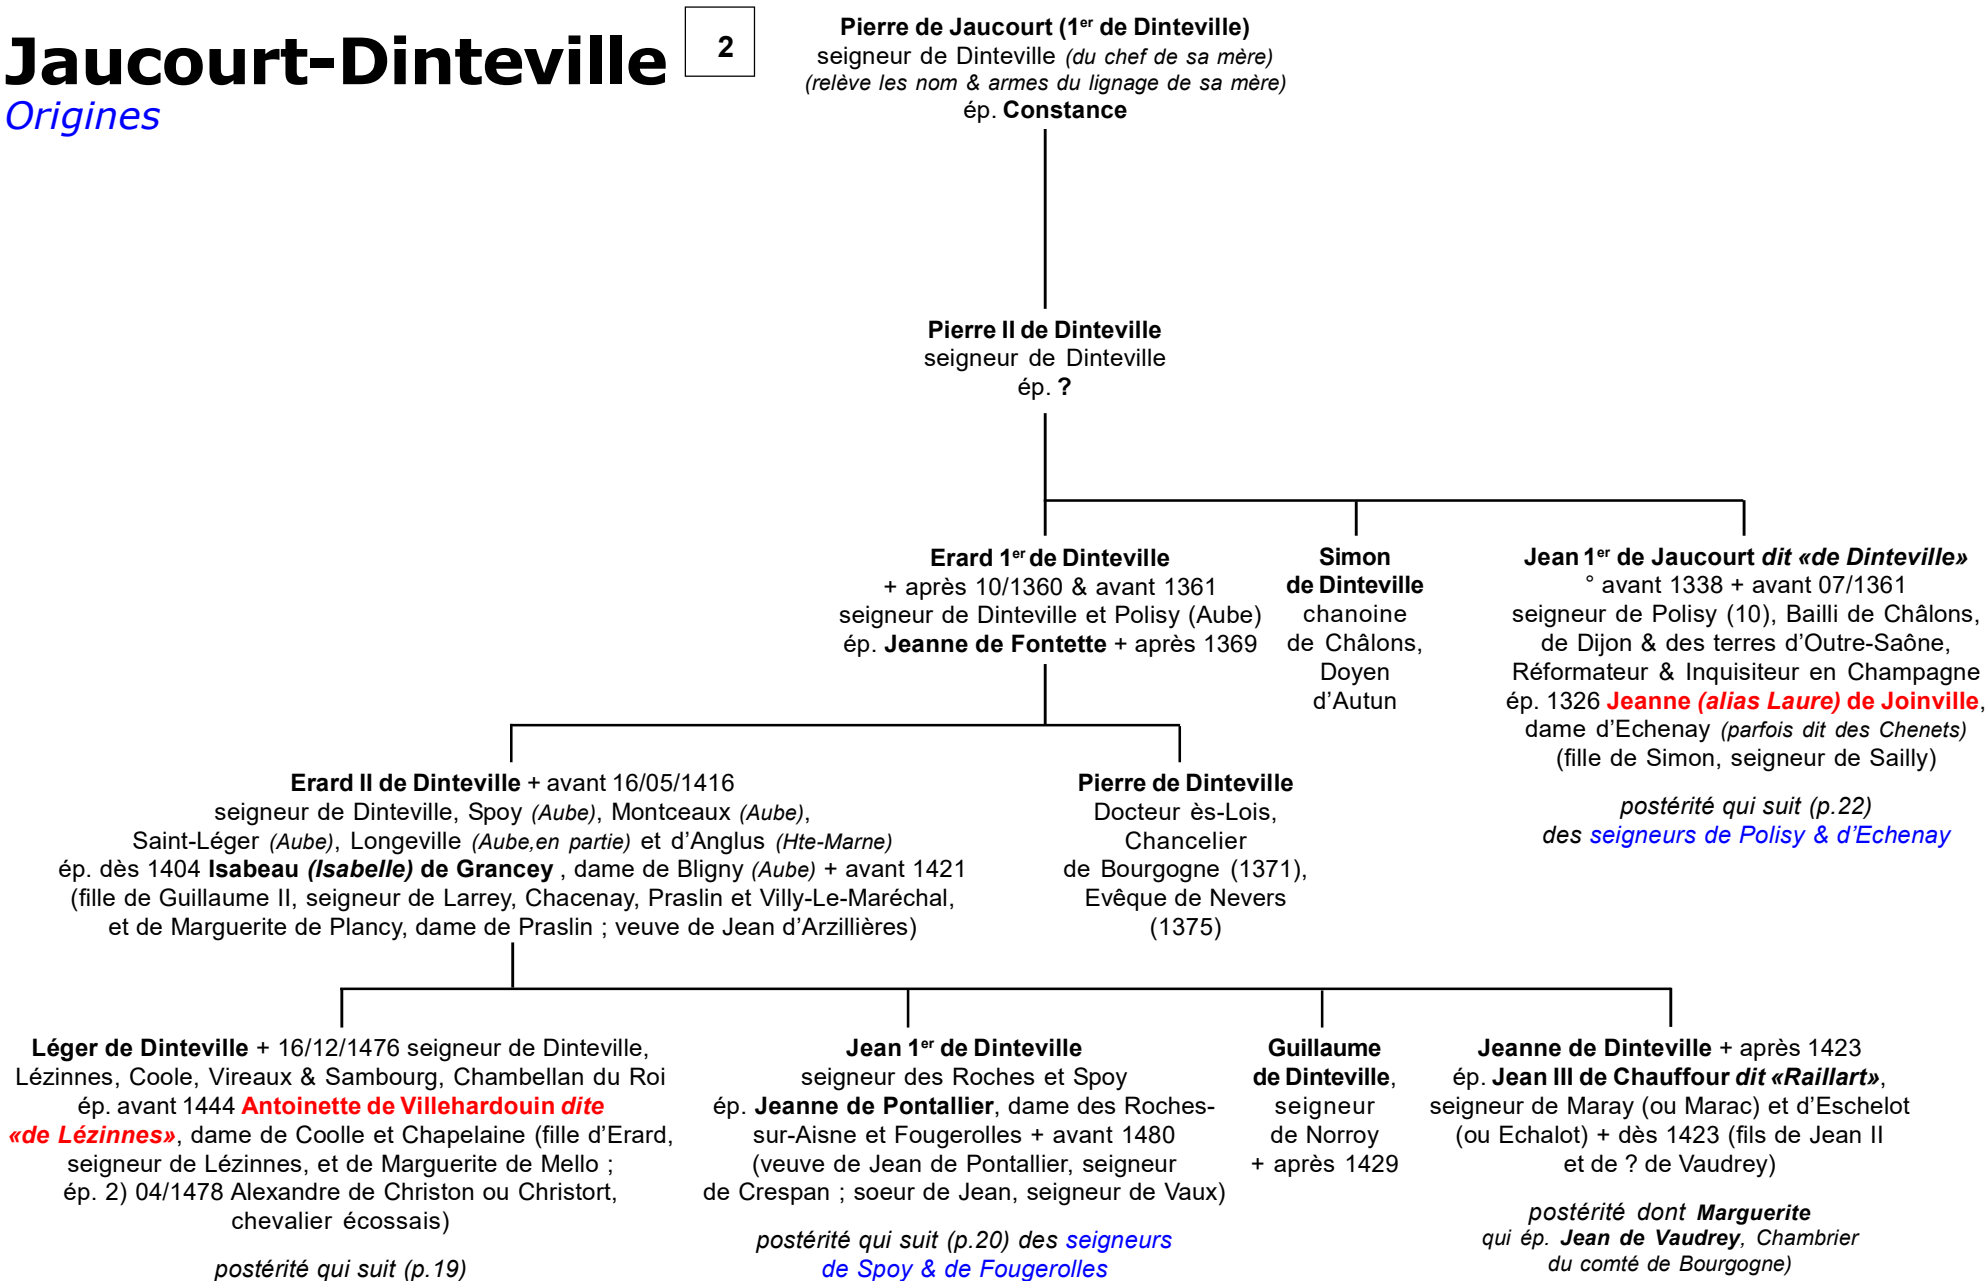 Jaucourt-Dinteville
2
Origines
Pierre de Jaucourt (1er de Dinteville)
seigneur de Dinteville (du chef de sa mère)
(relève les nom & armes du lignage de sa mère)
ép. Constance
Pierre II de Dinteville
seigneur de Dinteville
ép. ?
Erard 1er de Dinteville
+ après 10/1360 & avant 1361
seigneur de Dinteville et Polisy (Aube)
ép. Jeanne de Fontette + après 1369
Simon
de Dinteville
chanoine
de Châlons,
Doyen
d'Autun
Jean 1er de Jaucourt dit «de Dinteville»
° avant 1338 + avant 07/1361
seigneur de Polisy (10), Bailli de Châlons,
de Dijon & des terres d'Outre-Saône,
Réformateur & Inquisiteur en Champagne
ép. 1326 Jeanne (alias Laure) de Joinville,
dame d'Echenay (parfois dit des Chenets)
(fille de Simon, seigneur de Sailly)
postérité qui suit (p.22)
des seigneurs de Polisy & d'Echenay
Erard II de Dinteville + avant 16/05/1416
seigneur de Dinteville, Spoy (Aube), Montceaux (Aube),
Saint-Léger (Aube), Longeville (Aube,en partie) et d'Anglus (Hte-Marne)
ép. dès 1404 Isabeau (Isabelle) de Grancey , dame de Bligny (Aube) + avant 1421
(fille de Guillaume II, seigneur de Larrey, Chacenay, Praslin et Villy-Le-Maréchal,
et de Marguerite de Plancy, dame de Praslin ; veuve de Jean d'Arzillières)
Pierre de Dinteville
Docteur ès-Lois,
Chancelier
de Bourgogne (1371),
Evêque de Nevers
(1375)
Léger de Dinteville + 16/12/1476 seigneur de Dinteville,
Lézinnes, Coole, Vireaux & Sambourg, Chambellan du Roi
ép. avant 1444 Antoinette de Villehardouin dite
«de Lézinnes», dame de Coolle et Chapelaine (fille d'Erard,
seigneur de Lézinnes, et de Marguerite de Mello ;
ép. 2) 04/1478 Alexandre de Christon ou Christort,
chevalier écossais)
postérité qui suit (p.19)
Jean 1er de Dinteville
seigneur des Roches et Spoy
ép. Jeanne de Pontallier, dame des Roches-
sur-Aisne et Fougerolles + avant 1480
(veuve de Jean de Pontallier, seigneur
de Crespan ; soeur de Jean, seigneur de Vaux)
postérité qui suit (p.20) des seigneurs
de Spoy & de Fougerolles
Guillaume
de Dinteville,
seigneur
de Norroy
+ après 1429
Jeanne de Dinteville + après 1423
ép. Jean III de Chauffour dit «Raillart»,
seigneur de Maray (ou Marac) et d'Eschelot
(ou Echalot) + dès 1423 (fils de Jean II
et de ? de Vaudrey)
postérité dont Marguerite
qui ép. Jean de Vaudrey, Chambrier
du comté de Bourgogne)